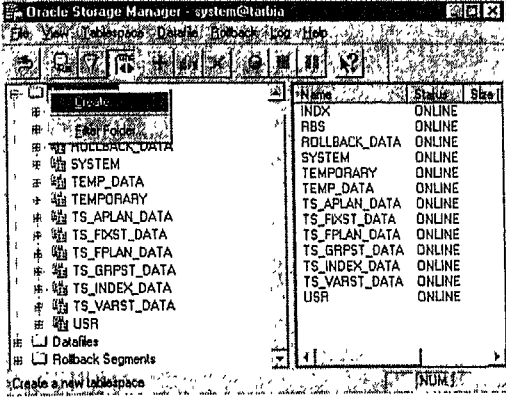 Oracle Storage Manager - system@tarbia
File View Tablespace Datafile Rollback Log Help
Create
Enter Folder
ROLLBACK_DATA
SYSTEM
TEMP_DATA
TEMPORARY
TS_APLAN_DATA
TS_FIXST_DATA
TS_FPLAN_DATA
TS_GRPST_DATA
TS_INDEX_DATA
TS_VARST_DATA
USR
Datafiles
Rollback Segments
Name Status Size (
INDX ONLINE
RBS ONLINE
ROLLBACK_DATA ONLINE
SYSTEM ONLINE
TEMPORARY ONLINE
TEMP_DATA ONLINE
TS_APLAN_DATA ONLINE
TS_FIXST_DATA ONLINE
TS_FPLAN_DATA ONLINE
TS_GRPST_DATA ONLINE
TS_INDEX_DATA ONLINE
TS_VARST_DATA ONLINE
USR ONLINE
Create a new tablespace
NUM